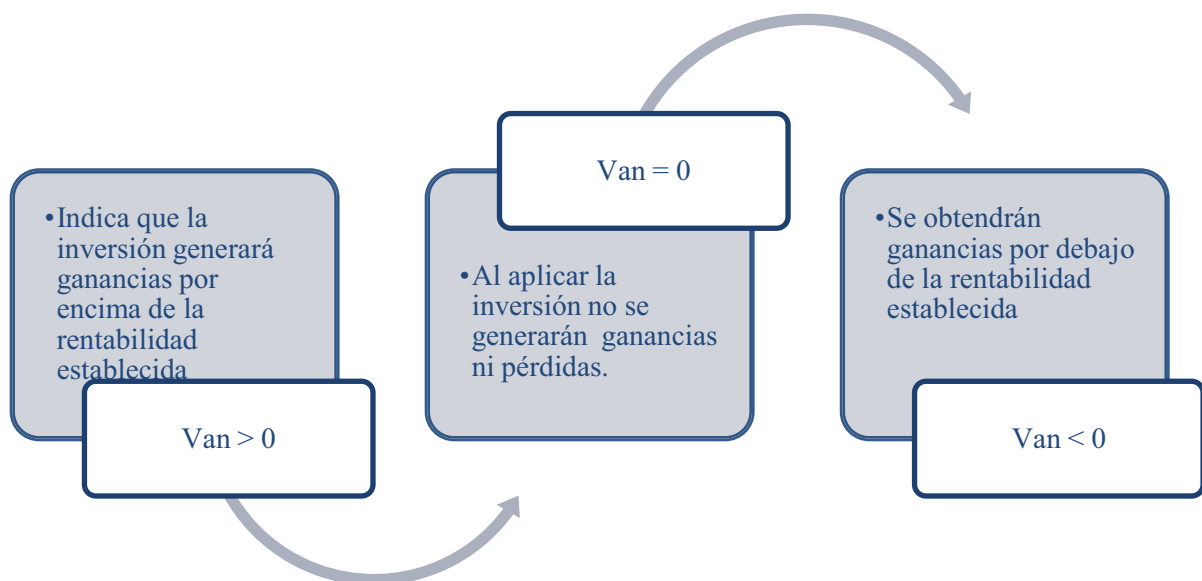 •Indica que la
inversión generará
ganancias por
encima de la
rentabilidad
establecida
Van > 0
Van = 0
•Al aplicar la
inversión no se
generarán  ganancias
ni pérdidas.
•Se obtendrán
ganancias por debajo
de la rentabilidad
establecida
Van < 0